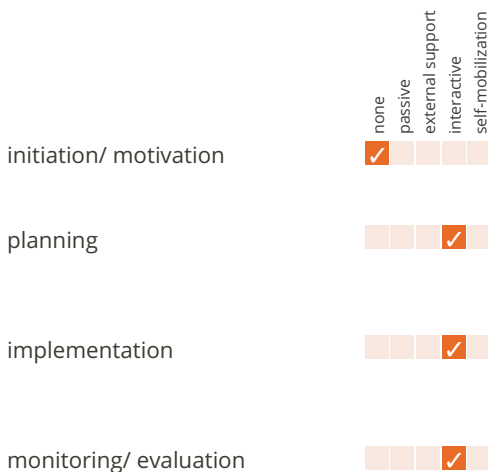 none
passive
external support
interactive
self-mobilization
initiation/ motivation
✓
planning
✓
implementation
✓
monitoring/ evaluation
✓